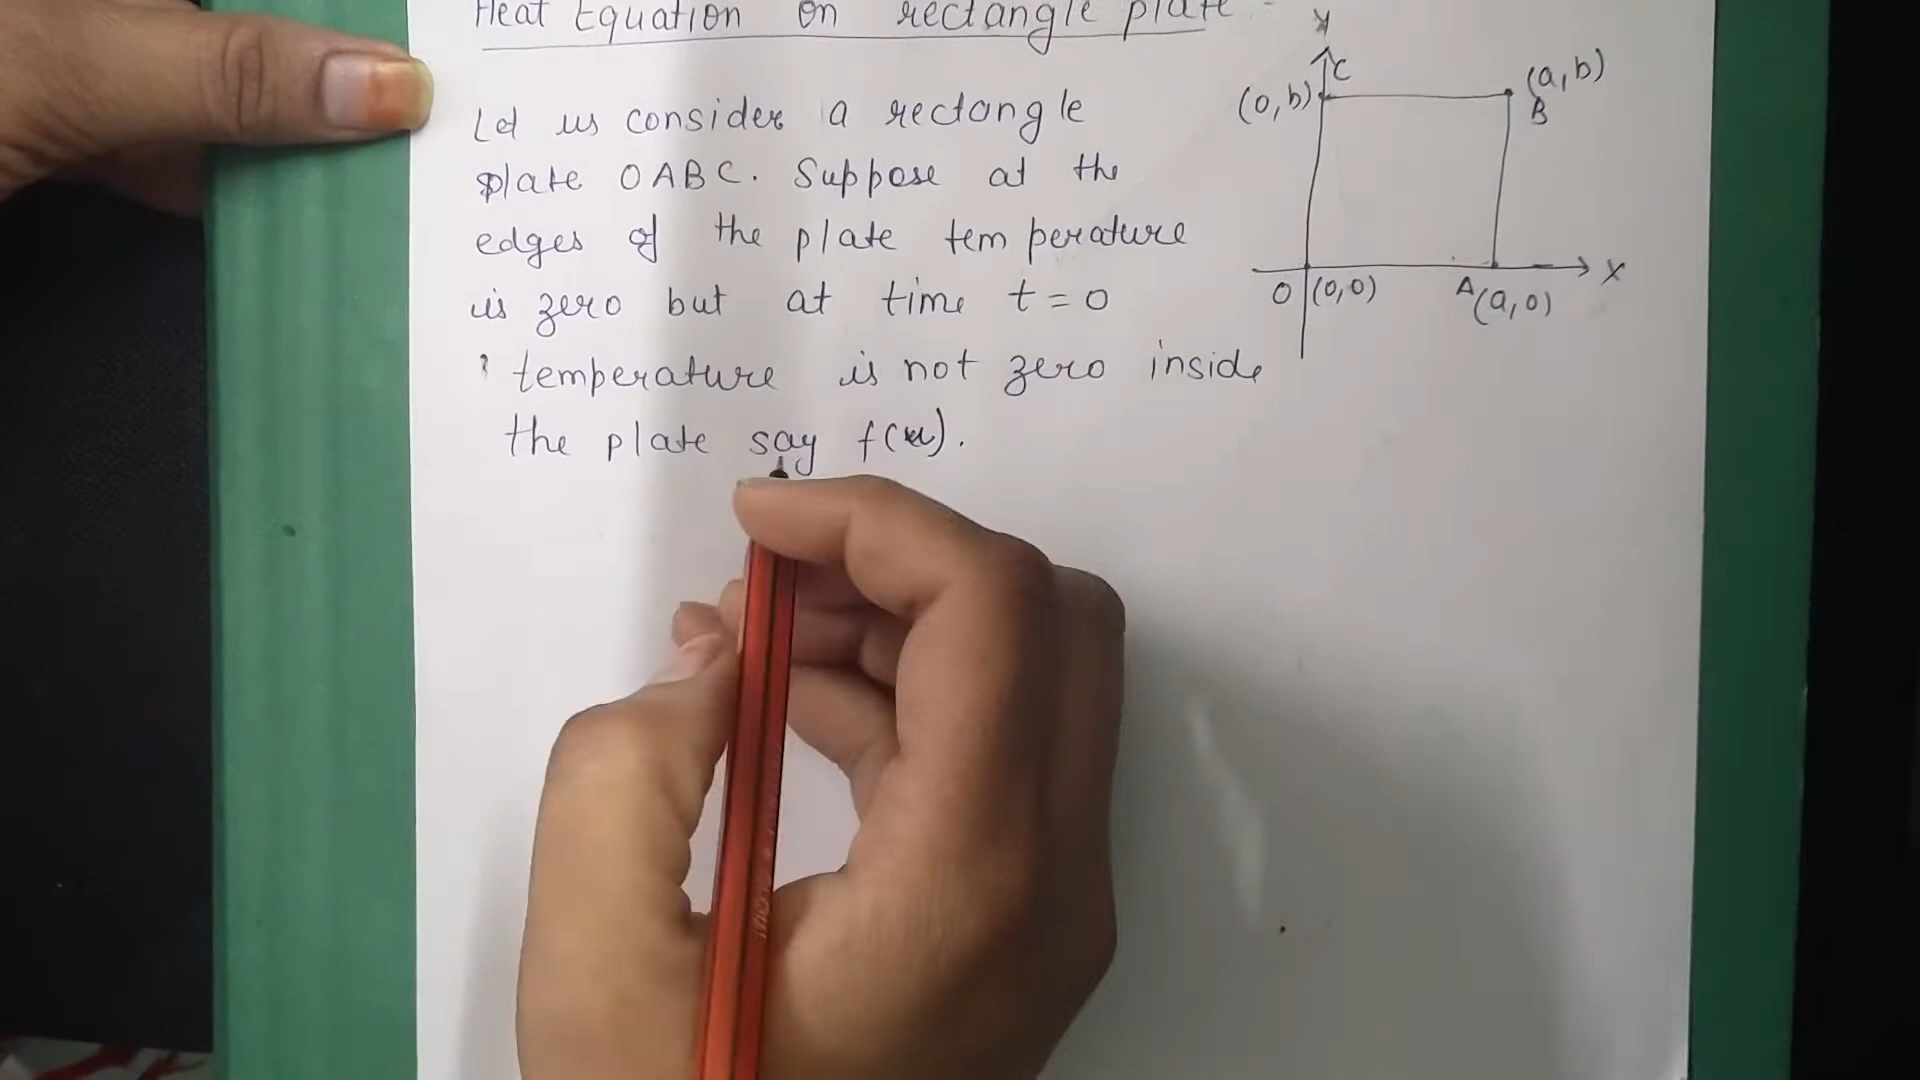 Heat Equation on rectangle plate -
Let us consider a rectangle
plate OABC. Suppose at the
edges of the plate temperature
is zero but at time t = 0
temperature is not zero inside
the plate say
Y
C
(0,b)
(a,b)
B
X
O (0,0)
A (a,0)